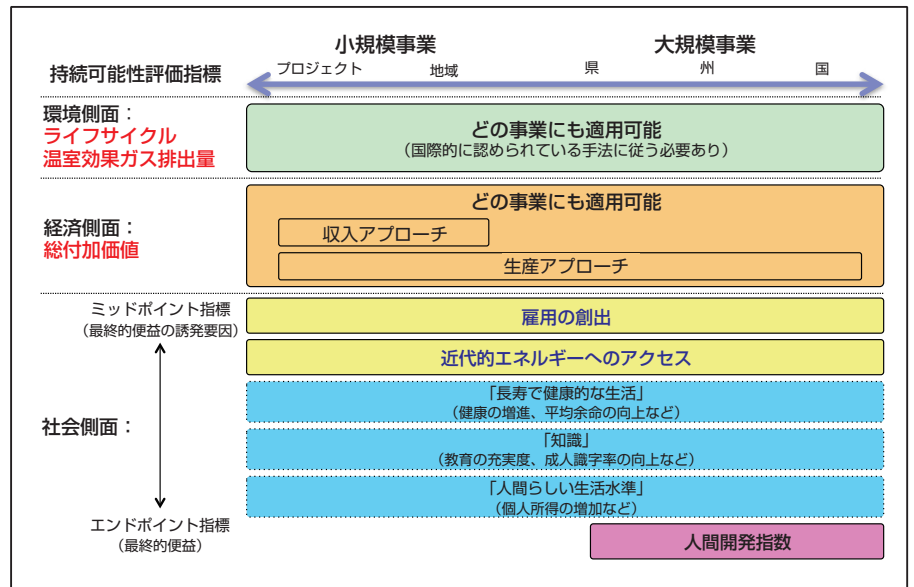 小規模事業
大規模事業
持続可能性評価指標
プロジェクト
地域
県
州
国
環境側面：
ライフサイクル
温室効果ガス排出量
どの事業にも適用可能
（国際的に認められている手法に従う必要あり）
経済側面：
総付加価値
どの事業にも適用可能
収入アプローチ
生産アプローチ
ミッドポイント指標
（最終的便益の誘発要因）
雇用の創出
近代的エネルギーへのアクセス
社会側面：
「長寿で健康的な生活」
（健康の増進、平均余命の向上など）
「知識」
（教育の充実度、成人識字率の向上など）
「人間らしい生活水準」
（個人所得の増加など）
エンドポイント指標
（最終的便益）
人間開発指数